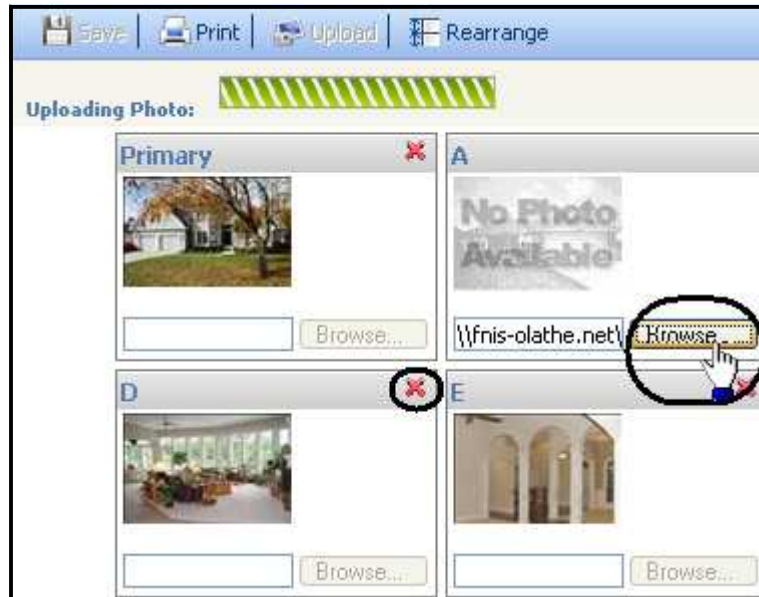 Save Print Upload Rearrange
Uploading Photo:
Primary A
No Photo
Available
Browse... \\fnis-olathe.net\ Browse...
D E
Browse... Browse...